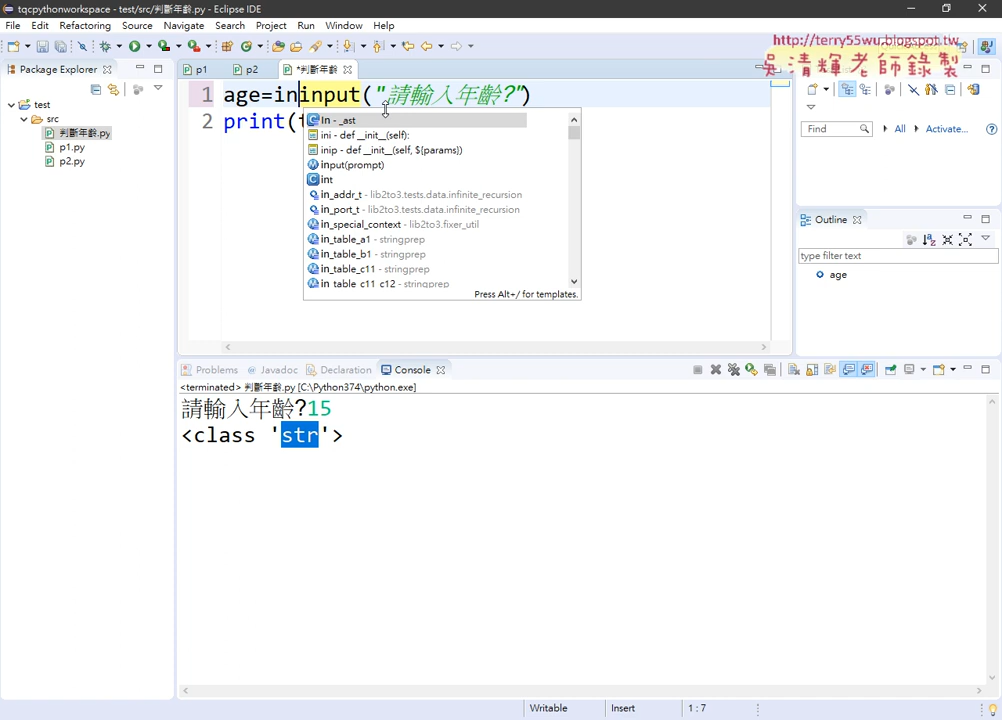 tqcpythonworkspace - test/src/判斷年齡.py - Eclipse IDE
File Edit Refactoring Source Navigate Search Project Run Window Help
http://terry55wu.blogspot.tw
吳清輝老師錄製
Package Explorer
p1 p2 *判斷年齡
test
src
判斷年齡.py
p1.py
p2.py
1 age=ininput("請輸入年齡?")
2 print(
In - _ast
ini - def __init__(self):
inip - def __init__(self, ${params})
input(prompt)
int
in_addr_t - lib2to3.tests.data.infinite_recursion
in_port_t - lib2to3.tests.data.infinite_recursion
in_special_context - lib2to3.fixer_util
in_table_a1 - stringprep
in_table_b1 - stringprep
in_table_c11 - stringprep
in_table_c11_c12 - stringprep
Press Alt+/ for templates.
Find All Activate...
Outline
type filter text
age
Problems Javadoc Declaration Console
<terminated> 判斷年齡.py [C:\Python374\python.exe]
請輸入年齡?15
<class 'str'>
Writable Insert 1 : 7